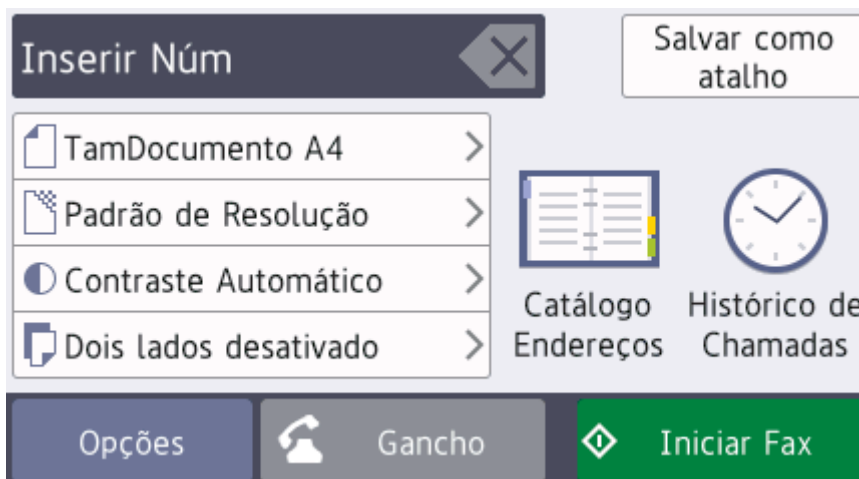 Inserir Núm
Salvar como
atalho
TamDocumento A4
Padrão de Resolução
Contraste Automático
Dois lados desativado
Catálogo
Endereços
Histórico de
Chamadas
Opções
Gancho
Iniciar Fax